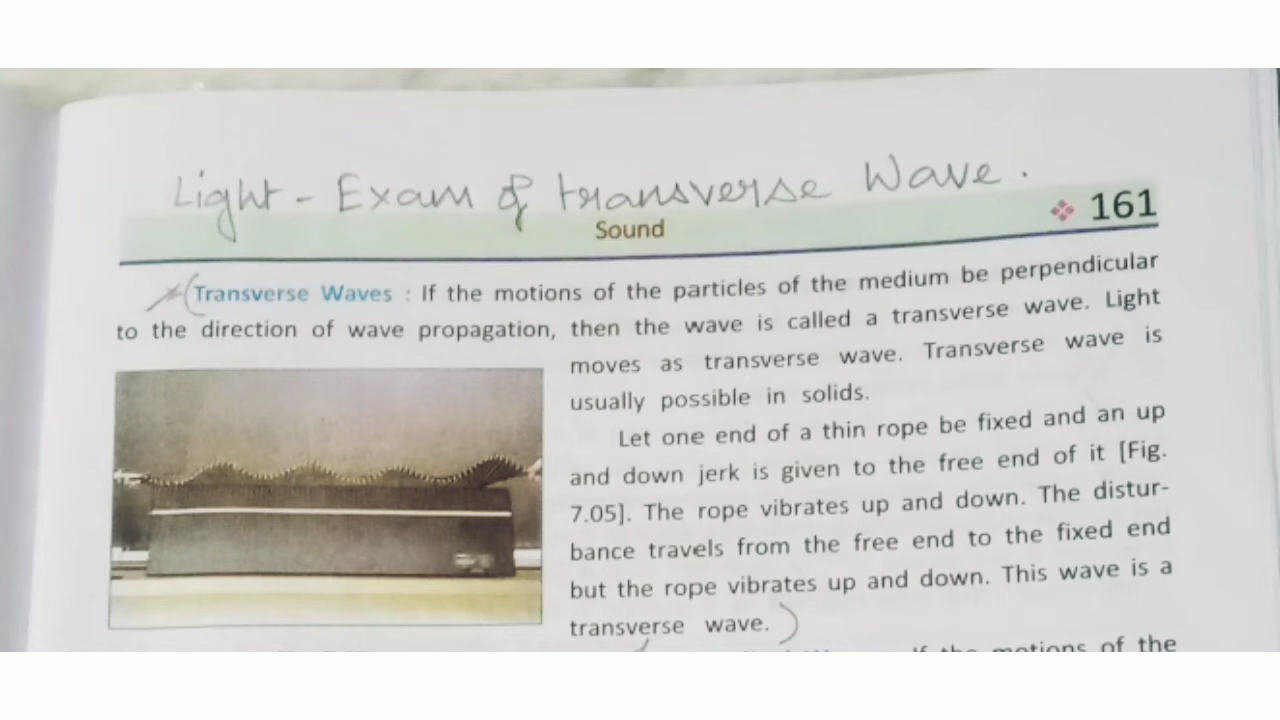 Light - Exam of transverse Wave.
Sound
161
Transverse Waves : If the motions of the particles of the medium be perpendicular
to the direction of wave propagation, then the wave is called a transverse wave. Light
moves as transverse wave. Transverse wave is
usually possible in solids.
Let one end of a thin rope be fixed and an up
and down jerk is given to the free end of it [Fig.
7.05]. The rope vibrates up and down. The distur-
bance travels from the free end to the fixed end
but the rope vibrates up and down. This wave is a
transverse wave.)
If the motions of the